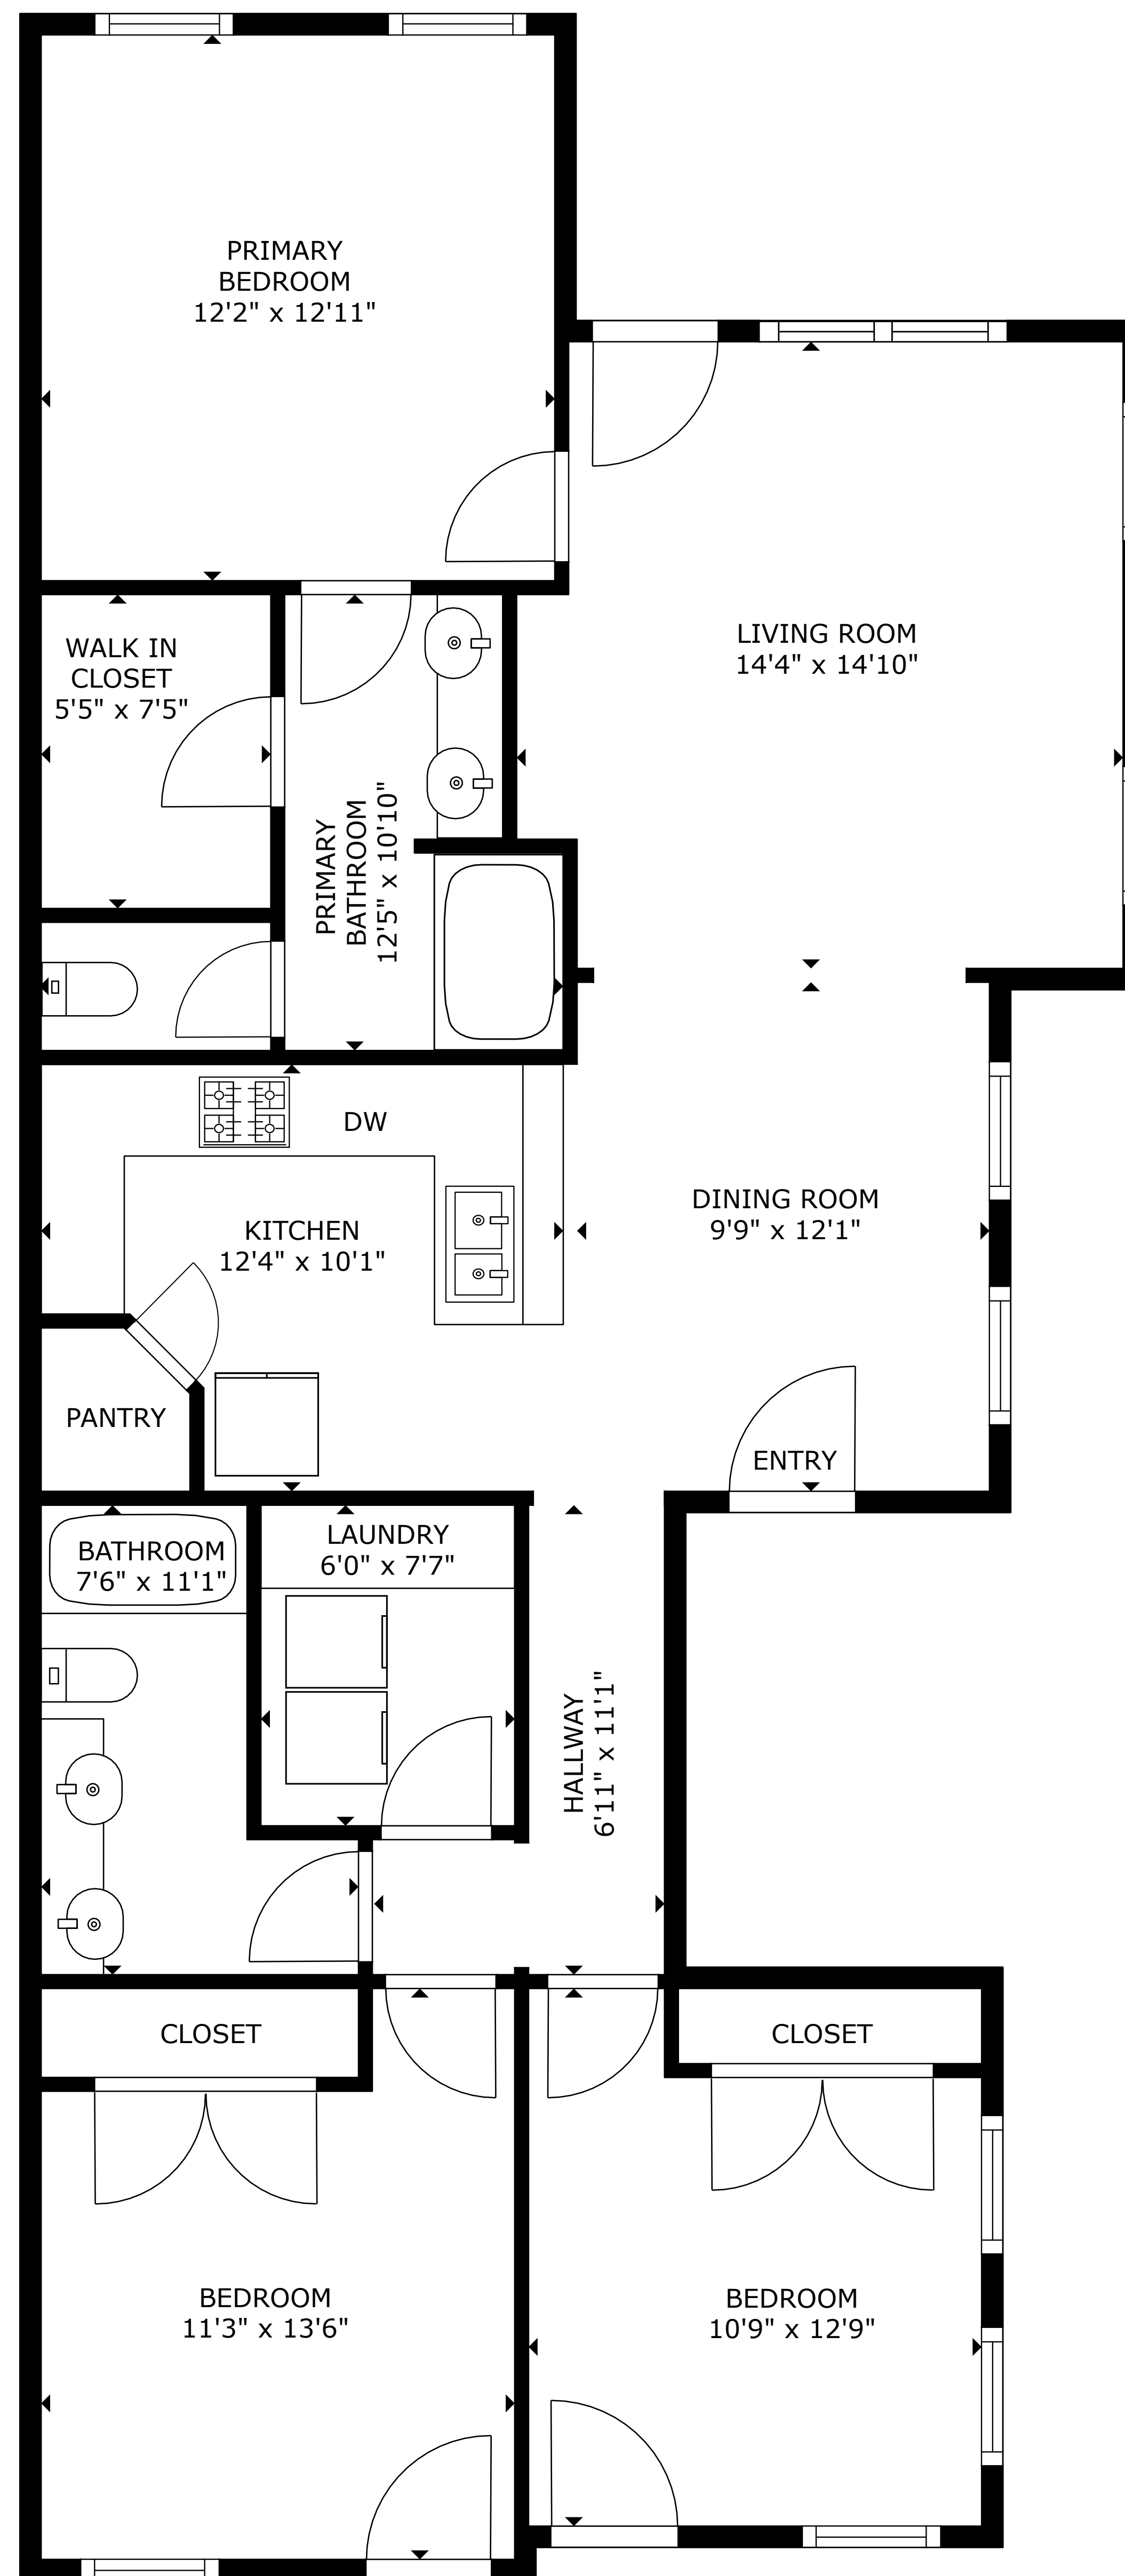 PRIMARY
BEDROOM
12'2" x 12'11"
WALK IN
CLOSET
5'5" x 7'5"
LIVING ROOM
14'4" x 14'10"
PRIMARY
BATHROOM
12'5" x 10'10"
DW
KITCHEN
12'4" x 10'1"
DINING ROOM
9'9" x 12'1"
PANTRY
ENTRY
BATHROOM
7'6" x 11'1"
LAUNDRY
6'0" x 7'7"
HALLWAY
6'11" x 11'1"
CLOSET
CLOSET
BEDROOM
11'3" x 13'6"
BEDROOM
10'9" x 12'9"